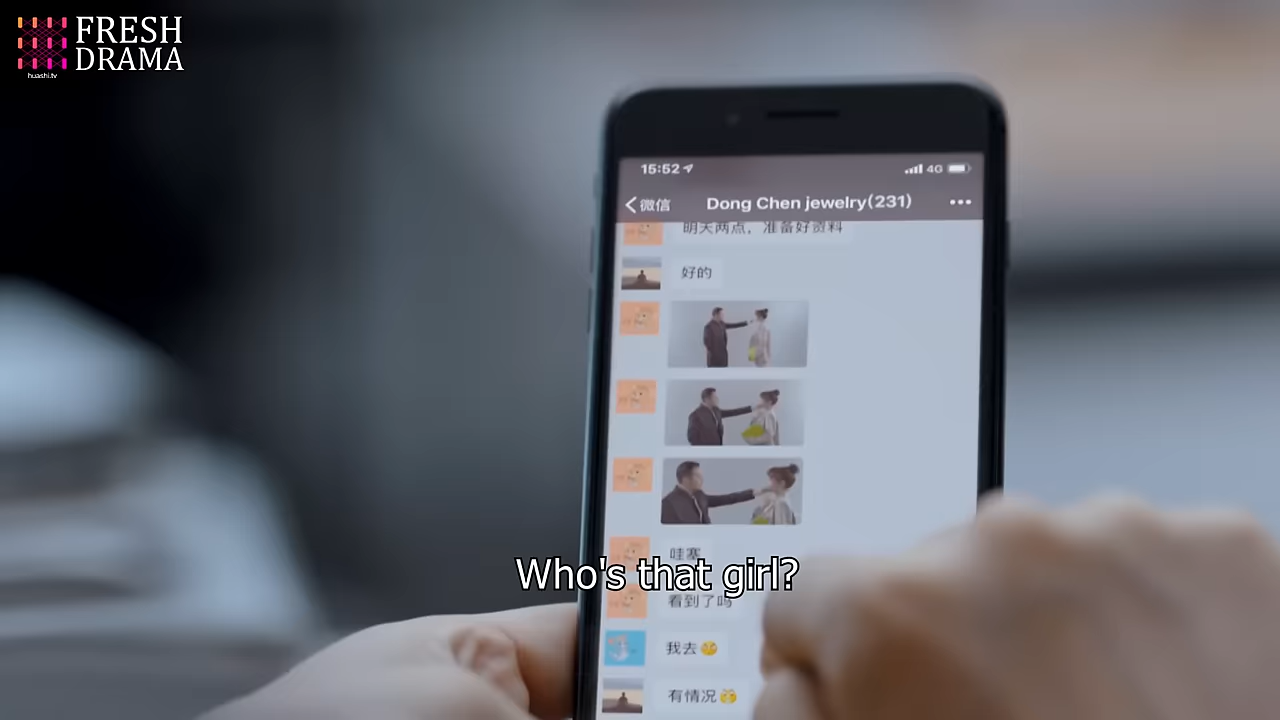 FRESH
DRAMA
huashi.tv
15:52
4G
微信
Dong Chen jewelry(231)
明天两点，准备好资料
好的
哇塞
Who's that girl?
看到了吗
我去
有情况